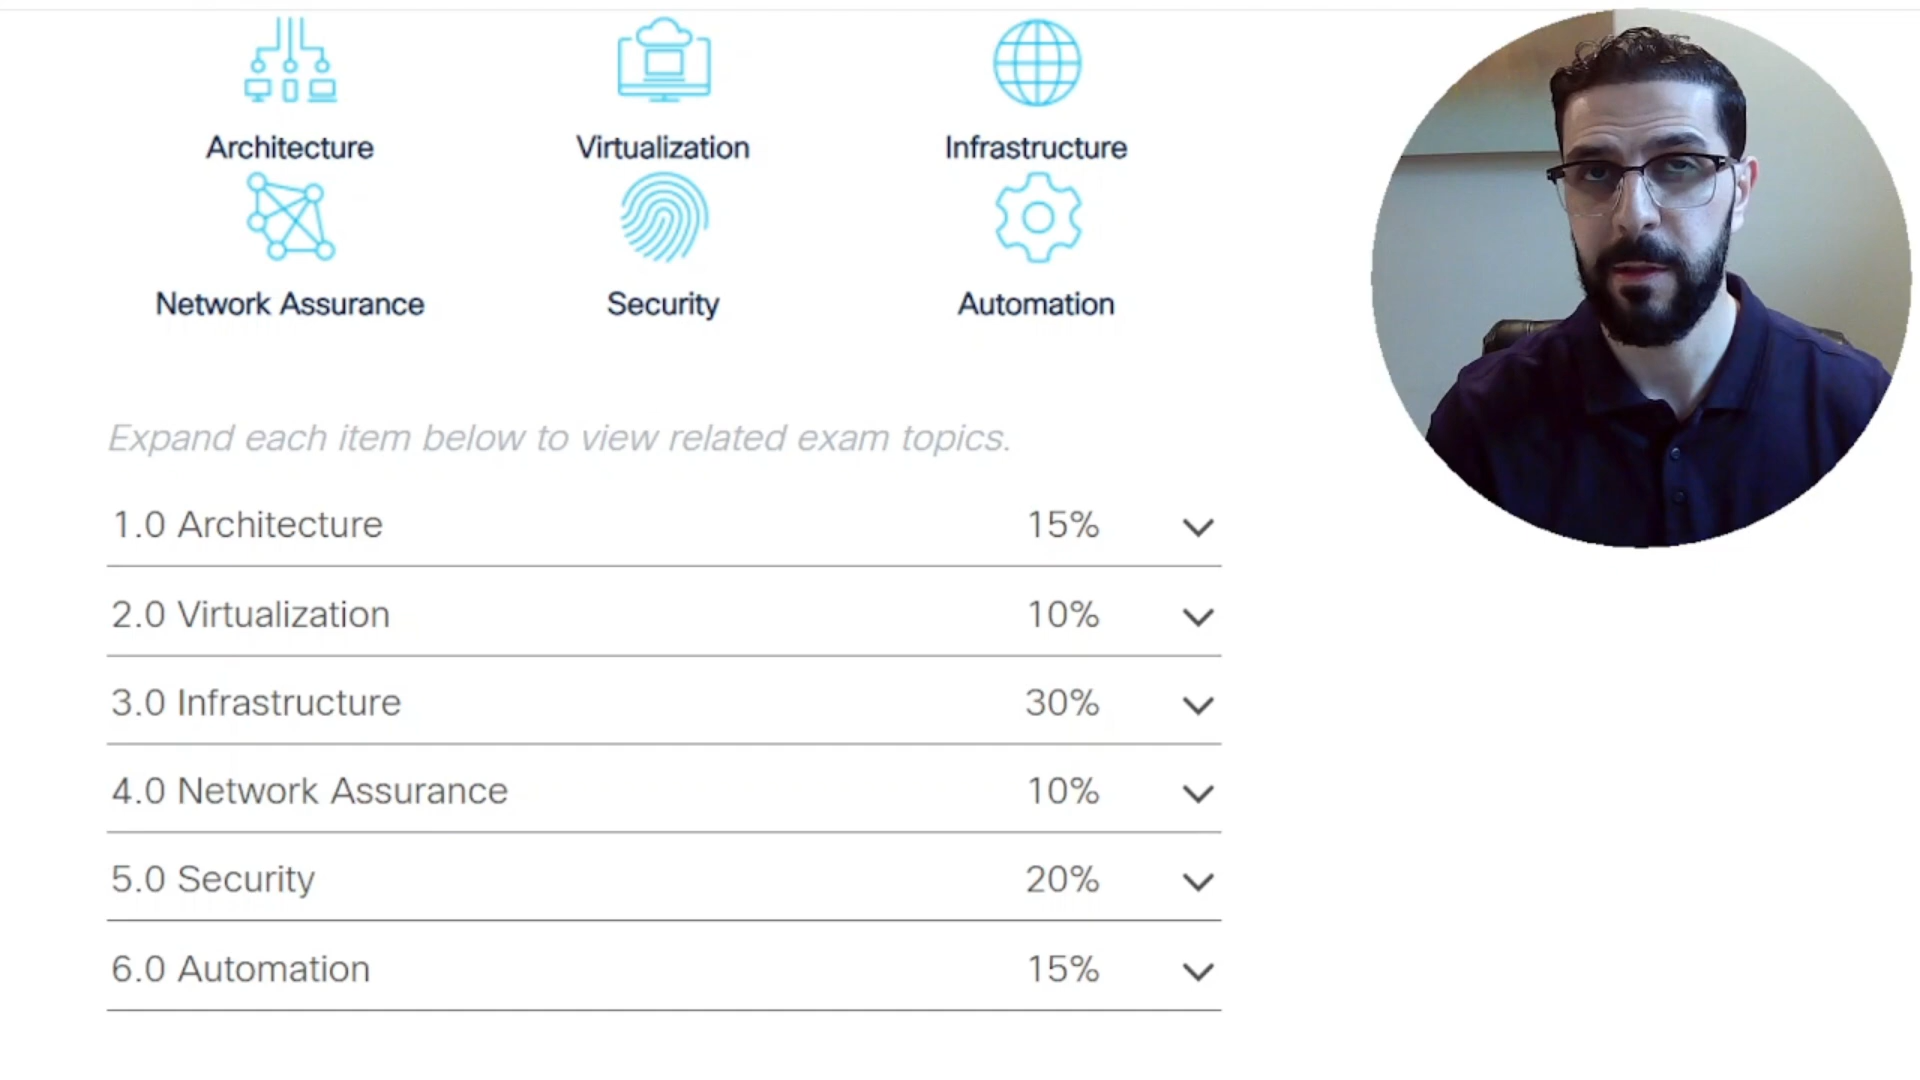 Architecture Virtualization Infrastructure
Network Assurance Security Automation
Expand each item below to view related exam topics.
1.0 Architecture 15%
2.0 Virtualization 10%
3.0 Infrastructure 30%
4.0 Network Assurance 10%
5.0 Security 20%
6.0 Automation 15%